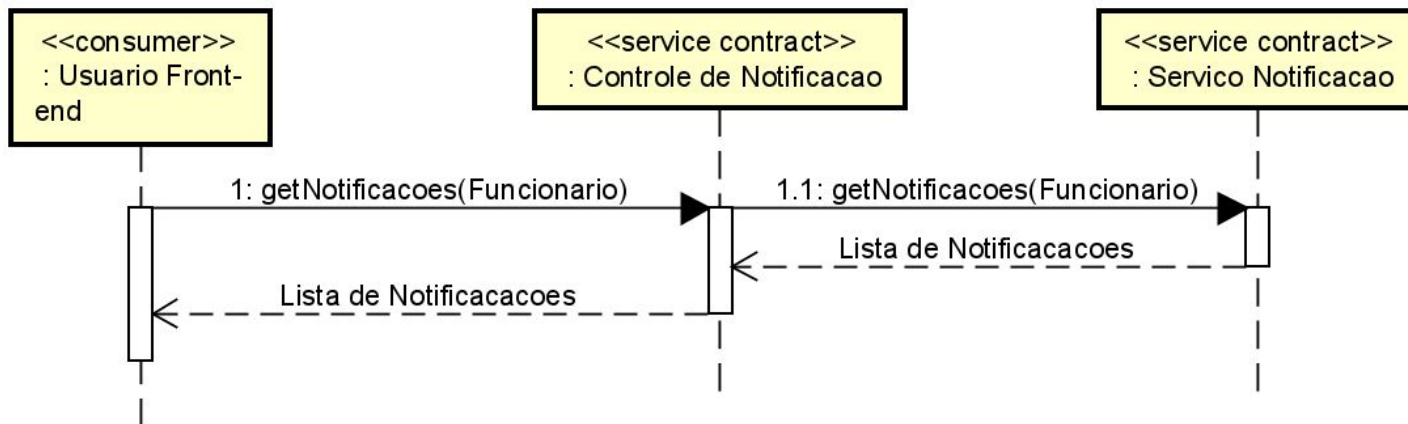 <<consumer>>
: Usuario Front-
end
<<service contract>>
: Controle de Notificacao
<<service contract>>
: Servico Notificacao
1: getNotificacoes(Funcionario)
1.1: getNotificacoes(Funcionario)
Lista de Notificacacoes
Lista de Notificacacoes